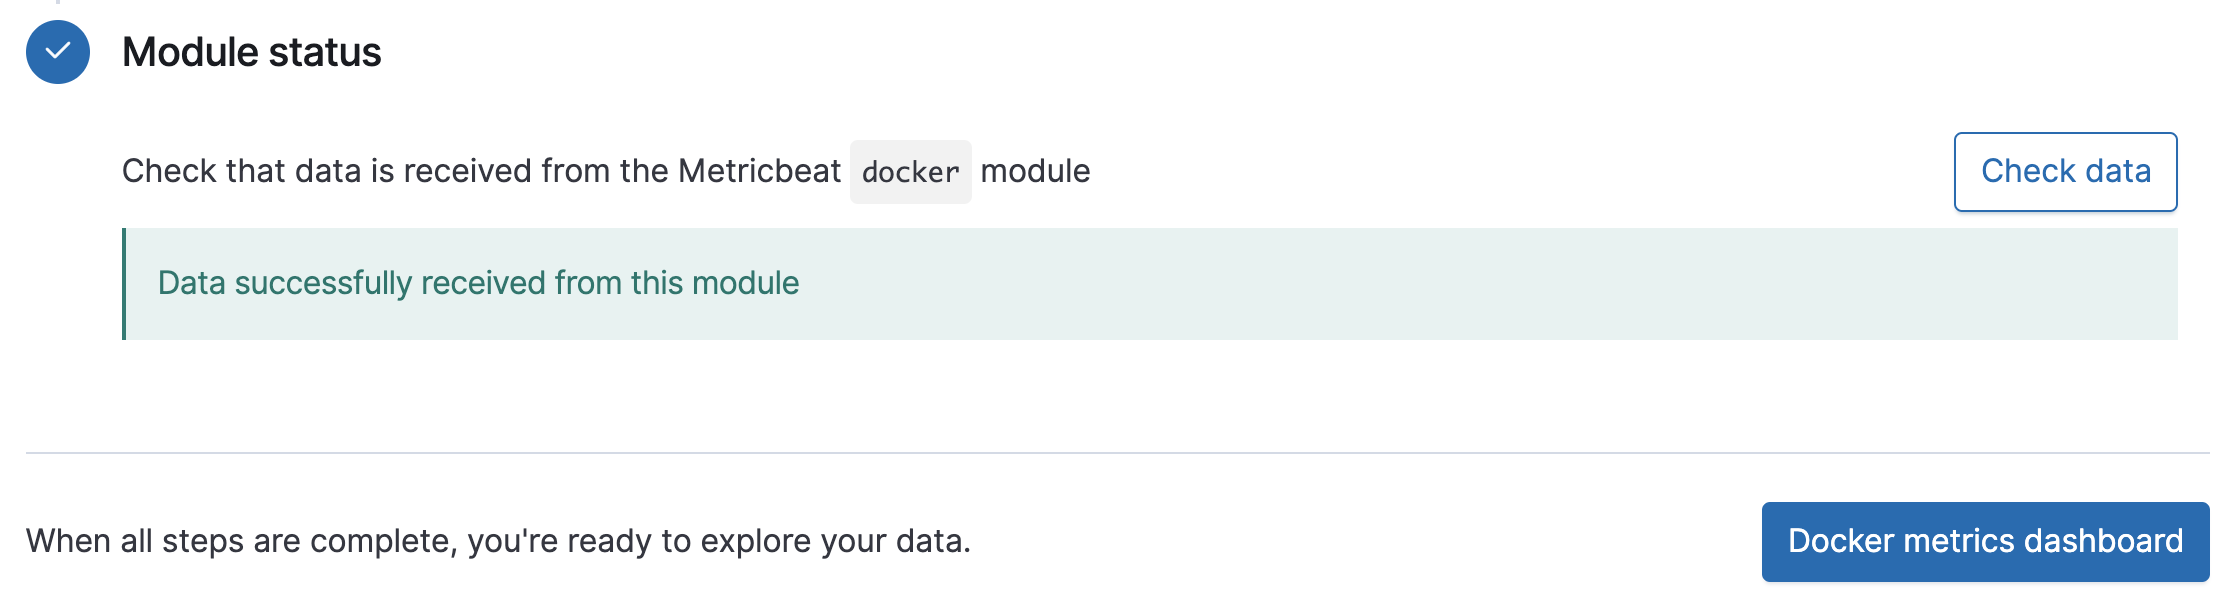 Module status
Check that data is received from the Metricbeat docker module
Check data
Data successfully received from this module
When all steps are complete, you're ready to explore your data.
Docker metrics dashboard